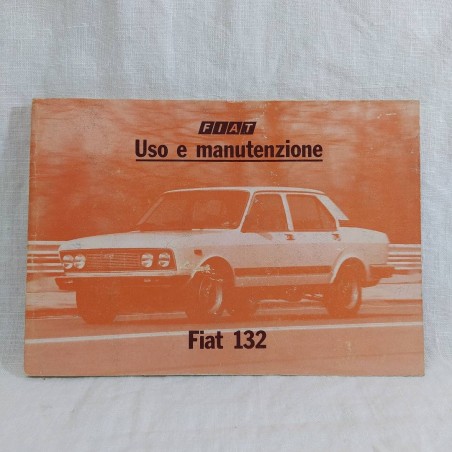 FIAT
Uso e manutenzione
Fiat 132